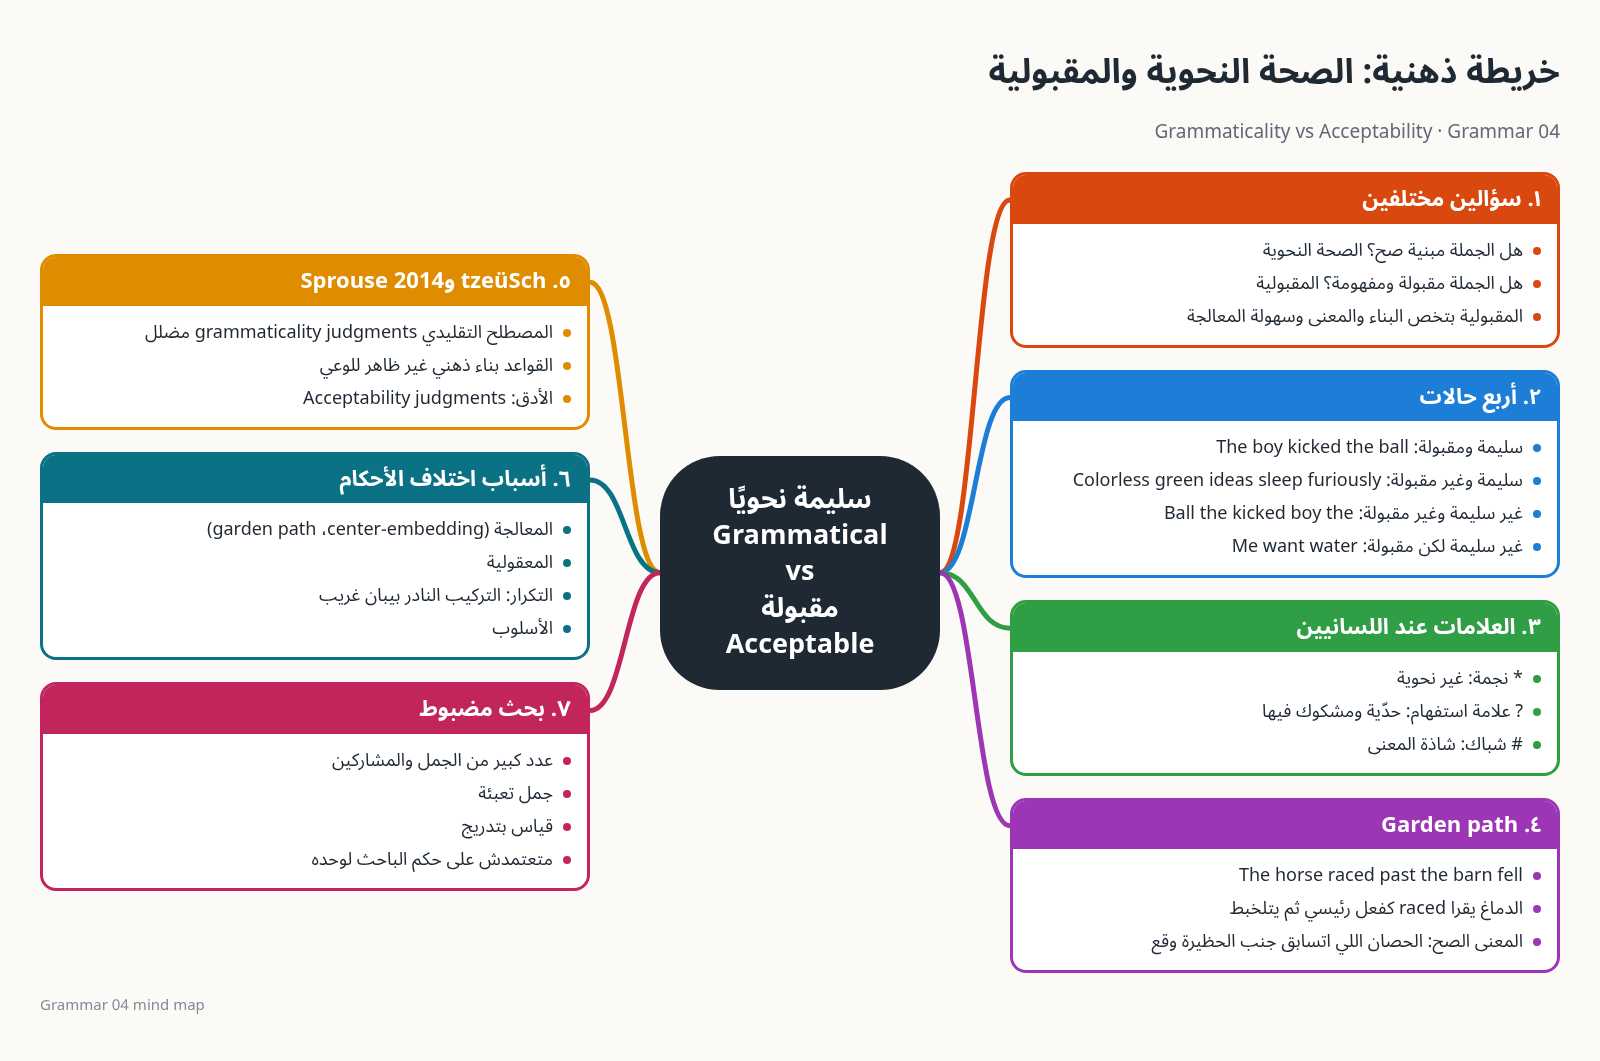 خريطة ذهنية: الصحة النحوية والمقبولية
Grammaticality vs Acceptability · Grammar 04
١. سؤالين مختلفين
هل الجملة مبنية صح؟ الصحة النحوية
هل الجملة مقبولة ومفهومة؟ المقبولية
المقبولية بتخص البناء والمعنى وسهولة المعالجة
٢. أربع حالات
سليمة ومقبولة: The boy kicked the ball
سليمة وغير مقبولة: Colorless green ideas sleep furiously
غير سليمة وغير مقبولة: Ball the kicked boy the
غير سليمة لكن مقبولة: Me want water
٣. العلامات عند اللسانيين
* نجمة: غير نحوية
? علامة استفهام: حدّية ومشكوك فيها
# شباك: شاذة المعنى
٤. Garden path
The horse raced past the barn fell
الدماغ يقرا raced كفعل رئيسي ثم يتلخبط
المعنى الصح: الحصان اللي اتسابق جنب الحظيرة وقع
سليمة نحويًا
Grammatical
vs
مقبولة
Acceptable
٥. tzeüSch وSprouse 2014
المصطلح التقليدي grammaticality judgments مضلل
القواعد بناء ذهني غير ظاهر للوعي
الأدق: Acceptability judgments
٦. أسباب اختلاف الأحكام
المعالجة (garden path ،center-embedding)
المعقولية
التكرار: التركيب النادر بيبان غريب
الأسلوب
٧. بحث مضبوط
عدد كبير من الجمل والمشاركين
جمل تعبئة
قياس بتدريج
متعتمدش على حكم الباحث لوحده
Grammar 04 mind map